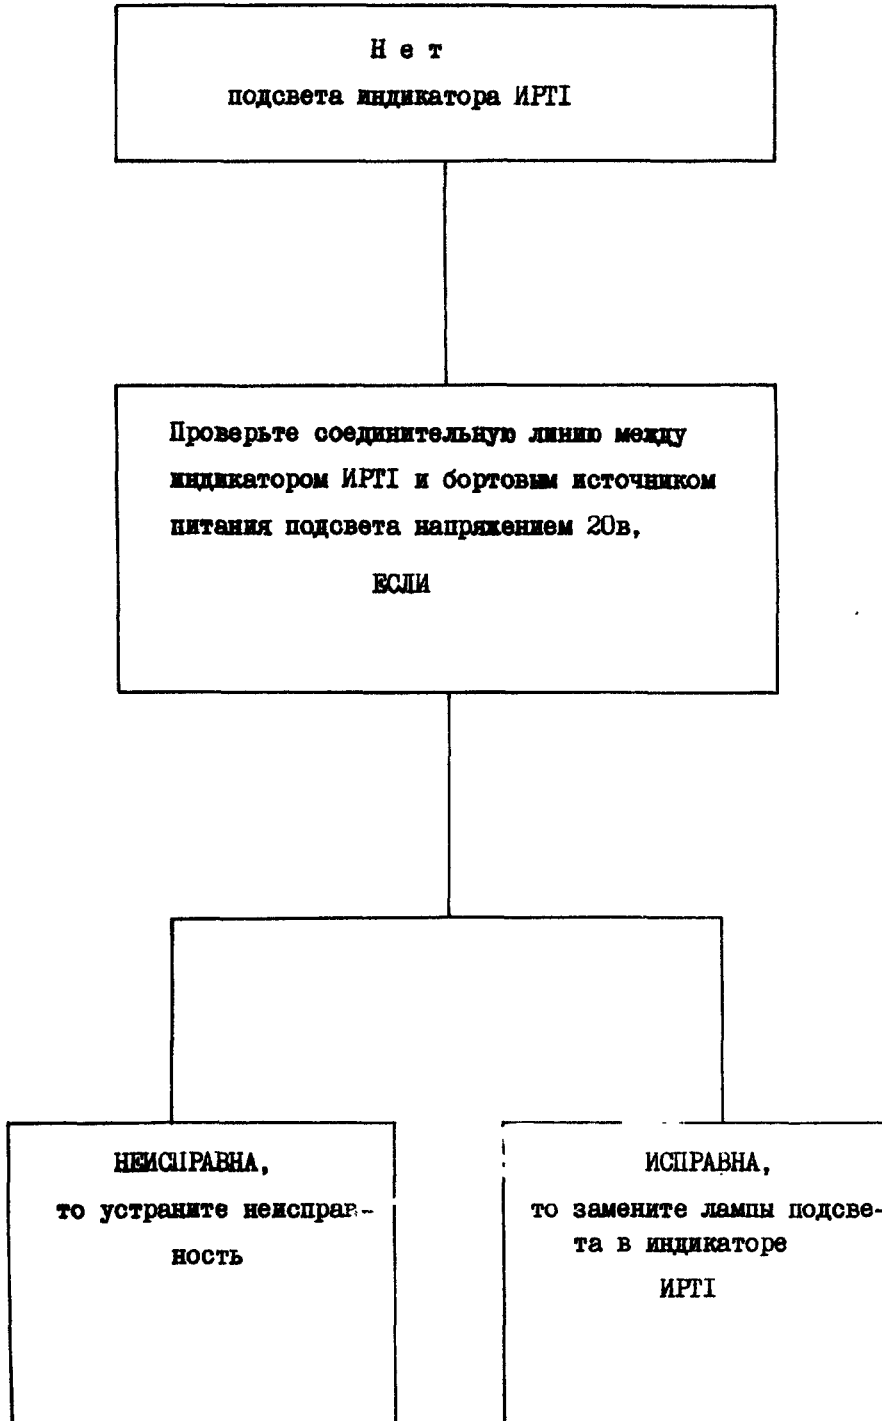 Н е т
подсвета индикатора ИРТI
Проверьте соединительную линию между
индикатором ИРТI и бортовым источником
питания подсвета напряжением 20в,
ЕСЛИ
НЕИСПРАВНА,
то устраните неисправ-
ность
ИСПРАВНА,
то замените лампы подсве-
та в индикаторе
ИРТI